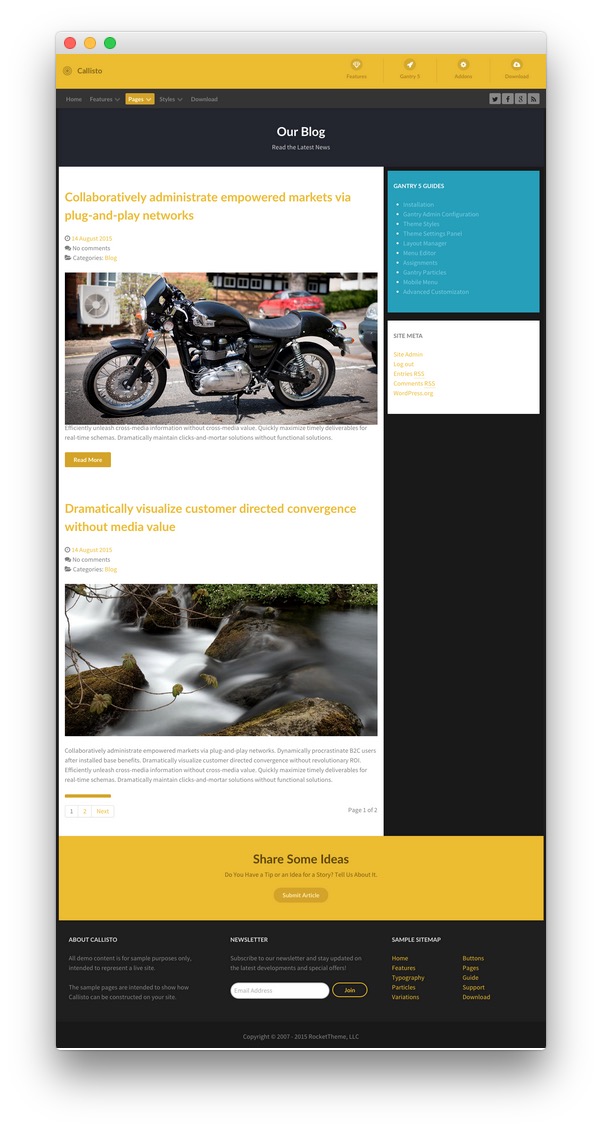 Callisto
Features
Gantry 5
Addons
Download
Home Features Pages Styles Download
Our Blog
Read the Latest News
Collaboratively administrate empowered markets via
plug-and-play networks
14 August 2015
No comments
Categories: Blog
Efficiently unleash cross-media information without cross-media value. Quickly maximize timely deliverables for
real-time schemas. Dramatically maintain clicks-and-mortar solutions without functional solutions.
Read More
Dramatically visualize customer directed convergence
without media value
14 August 2015
No comments
Categories: Blog
Collaboratively administrate empowered markets via plug-and-play networks. Dynamically procrastinate B2C users
after installed base benefits. Dramatically visualize customer directed convergence without revolutionary ROI.
Efficiently unleash cross-media information without cross-media value. Quickly maximize timely deliverables for
real-time schemas. Dramatically maintain clicks-and-mortar solutions without functional solutions.
1 2 Next
Page 1 of 2
GANTRY 5 GUIDES
Installation
Gantry Admin Configuration
Theme Styles
Theme Settings Panel
Layout Manager
Menu Editor
Assignments
Gantry Particles
Mobile Menu
Advanced Customization
SITE META
Site Admin
Log out
Entries RSS
Comments RSS
WordPress.org
Share Some Ideas
Do You Have a Tip or an Idea for a Story? Tell Us About It.
Submit Article
ABOUT CALLISTO
All demo content is for sample purposes only,
intended to represent a live site.
The sample pages are intended to show how
Callisto can be constructed on your site.
NEWSLETTER
Subscribe to our newsletter and stay updated on
the latest developments and special offers!
Email Address
Join
SAMPLE SITEMAP
Home
Features
Typography
Particles
Variations
Buttons
Pages
Guide
Support
Download
Copyright © 2007 - 2015 RocketTheme, LLC